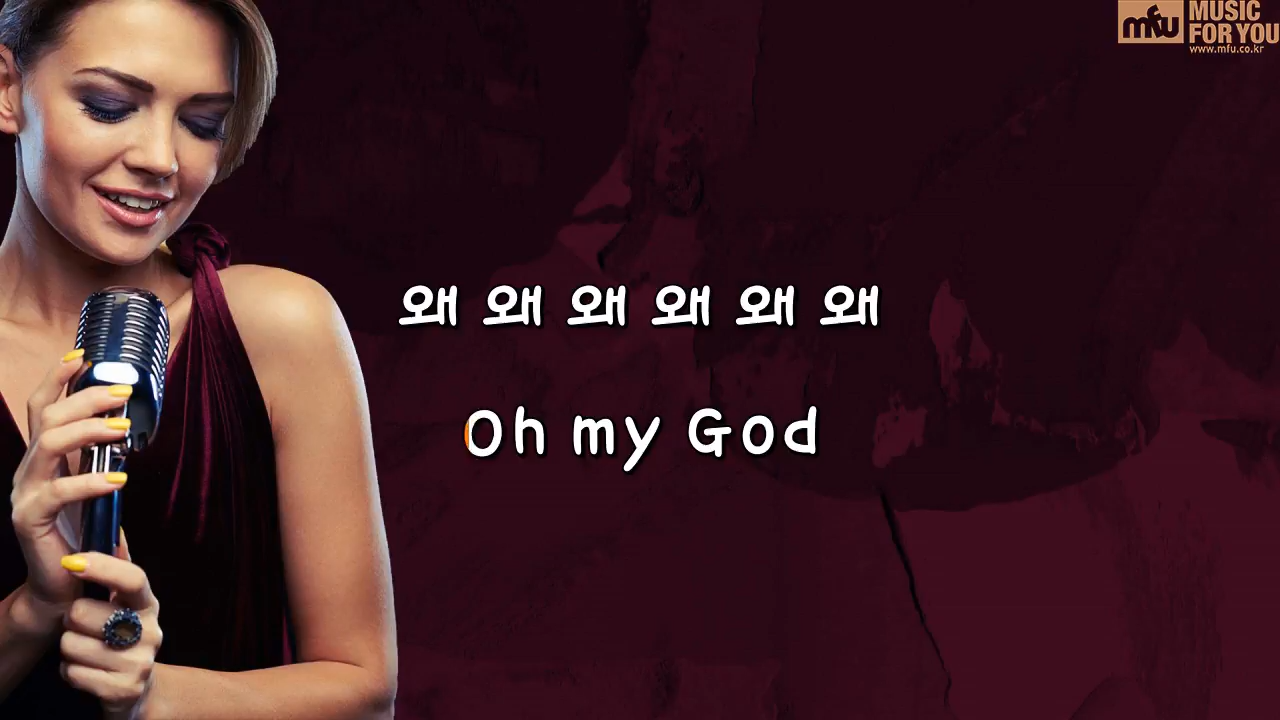 mfu MUSIC
FOR YOU
www.mfu.co.kr
왜 왜 왜 왜 왜 왜
Oh my God